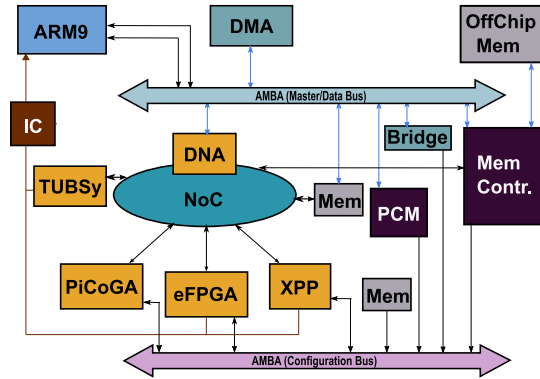 ARM9
DMA
OffChip
Mem
AMBA (Master/Data Bus)
IC
Bridge
DNA
Mem
Contr.
TUBSy
NoC
Mem
PCM
PiCoGA
eFPGA
XPP
Mem
AMBA (Configuration Bus)